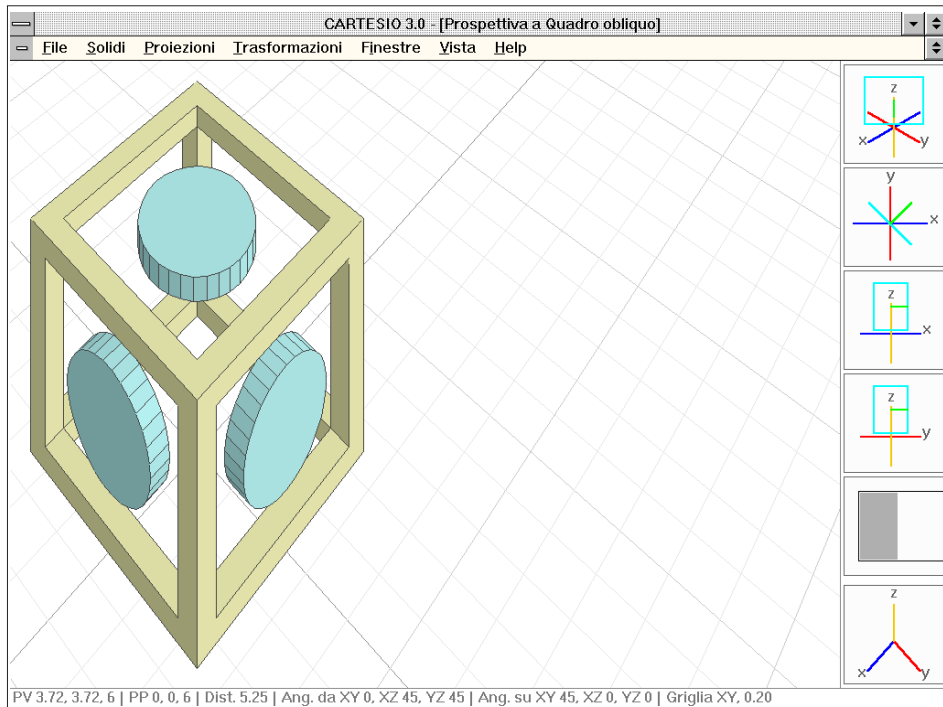 CARTESIO 3.0 - [Prospettiva a Quadro obliquo]
File Solidi Proiezioni Trasformazioni Finestre Vista Help
z
x y
y
x
z
x
z
y
z
x y
PV 3.72, 3.72, 6 | PP 0, 0, 6 | Dist. 5.25 | Ang. da XY 0, XZ 45, YZ 45 | Ang. su XY 45, XZ 0, YZ 0 | Griglia XY, 0.20